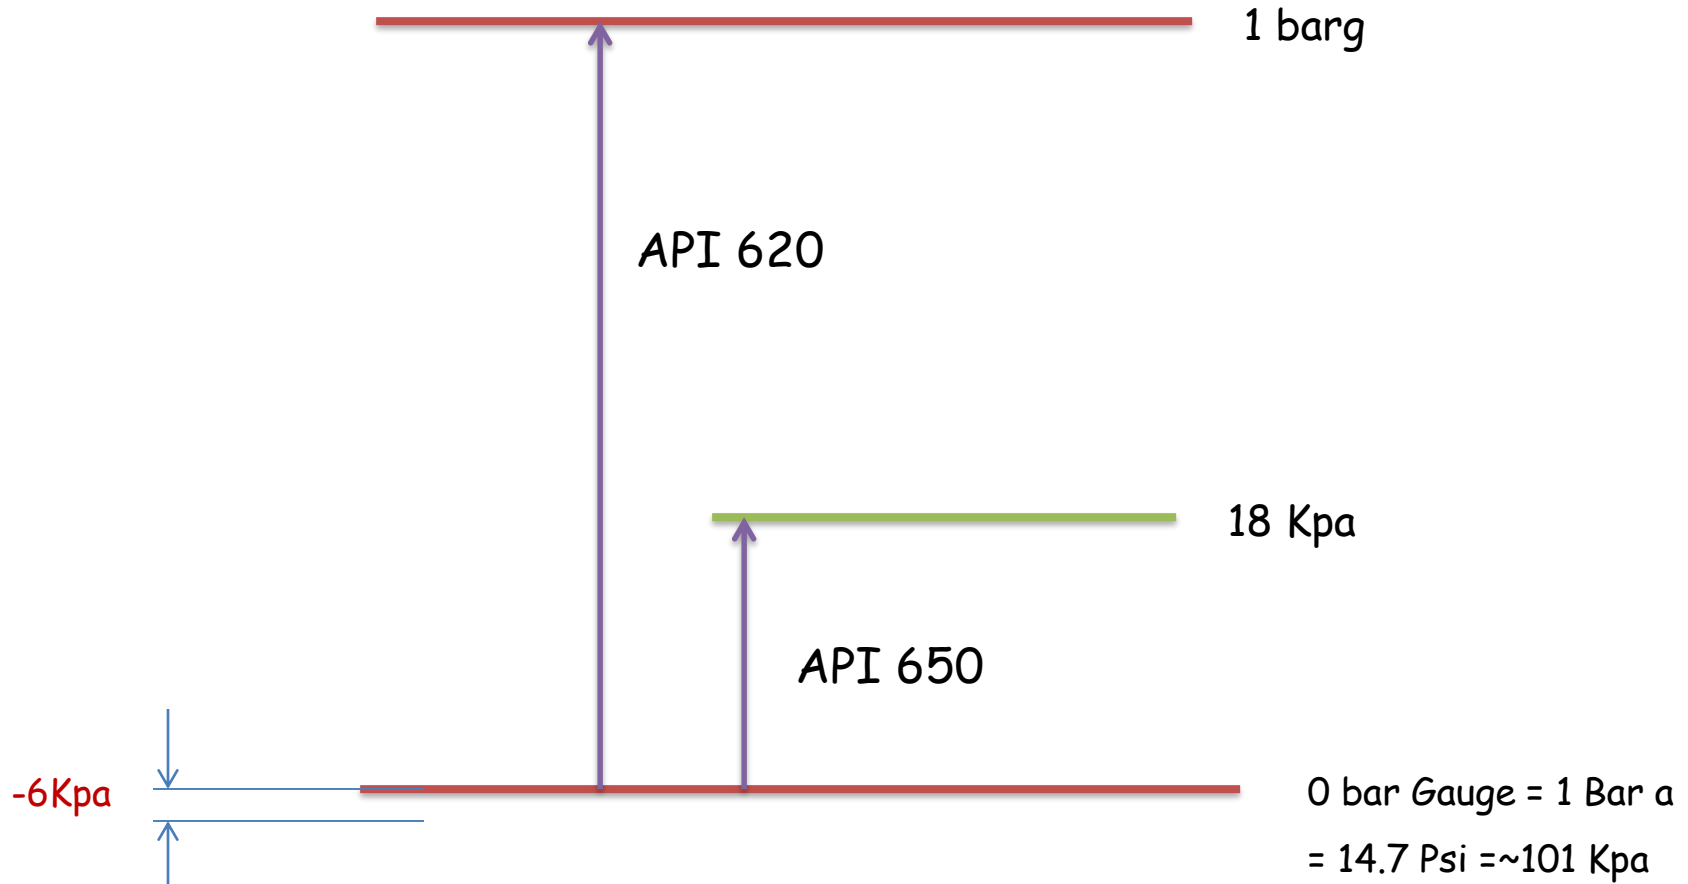 1 barg
API 620
18 Kpa
API 650
-6Kpa
0 bar Gauge = 1 Bar a
= 14.7 Psi =~101 Kpa